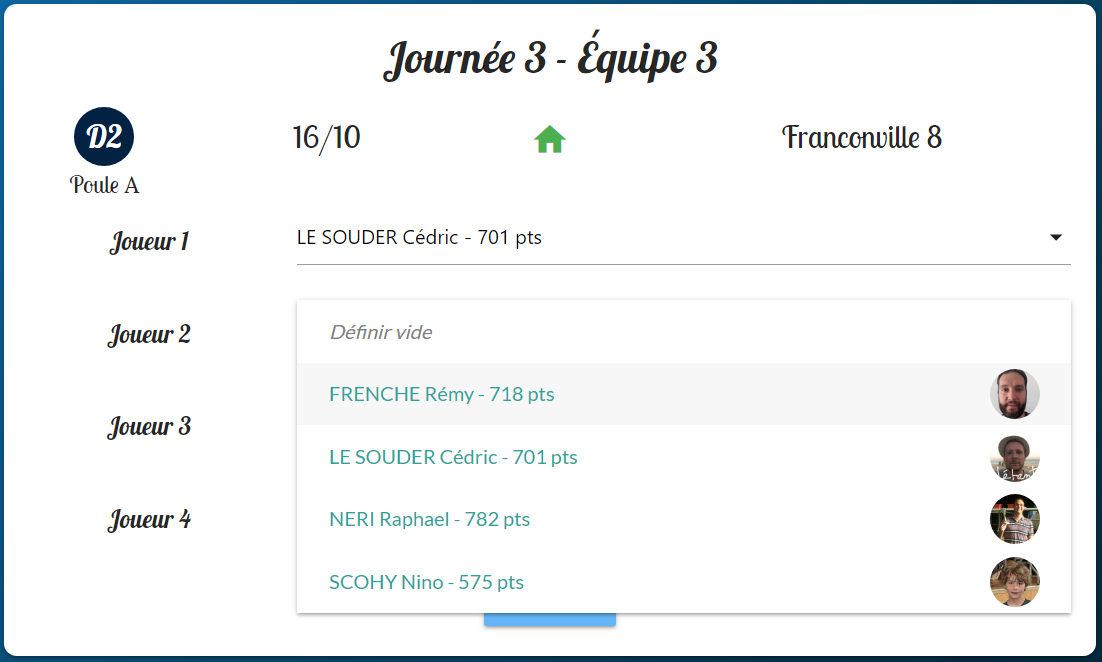 Journée 3 - Équipe 3
D2
16/10
Franconville 8
Poule A
Joueur 1
LE SOUDER Cédric - 701 pts
Joueur 2
Définir vide
FRENCHE Rémy - 718 pts
Joueur 3
LE SOUDER Cédric - 701 pts
Joueur 4
NERI Raphael - 782 pts
SCOHY Nino - 575 pts